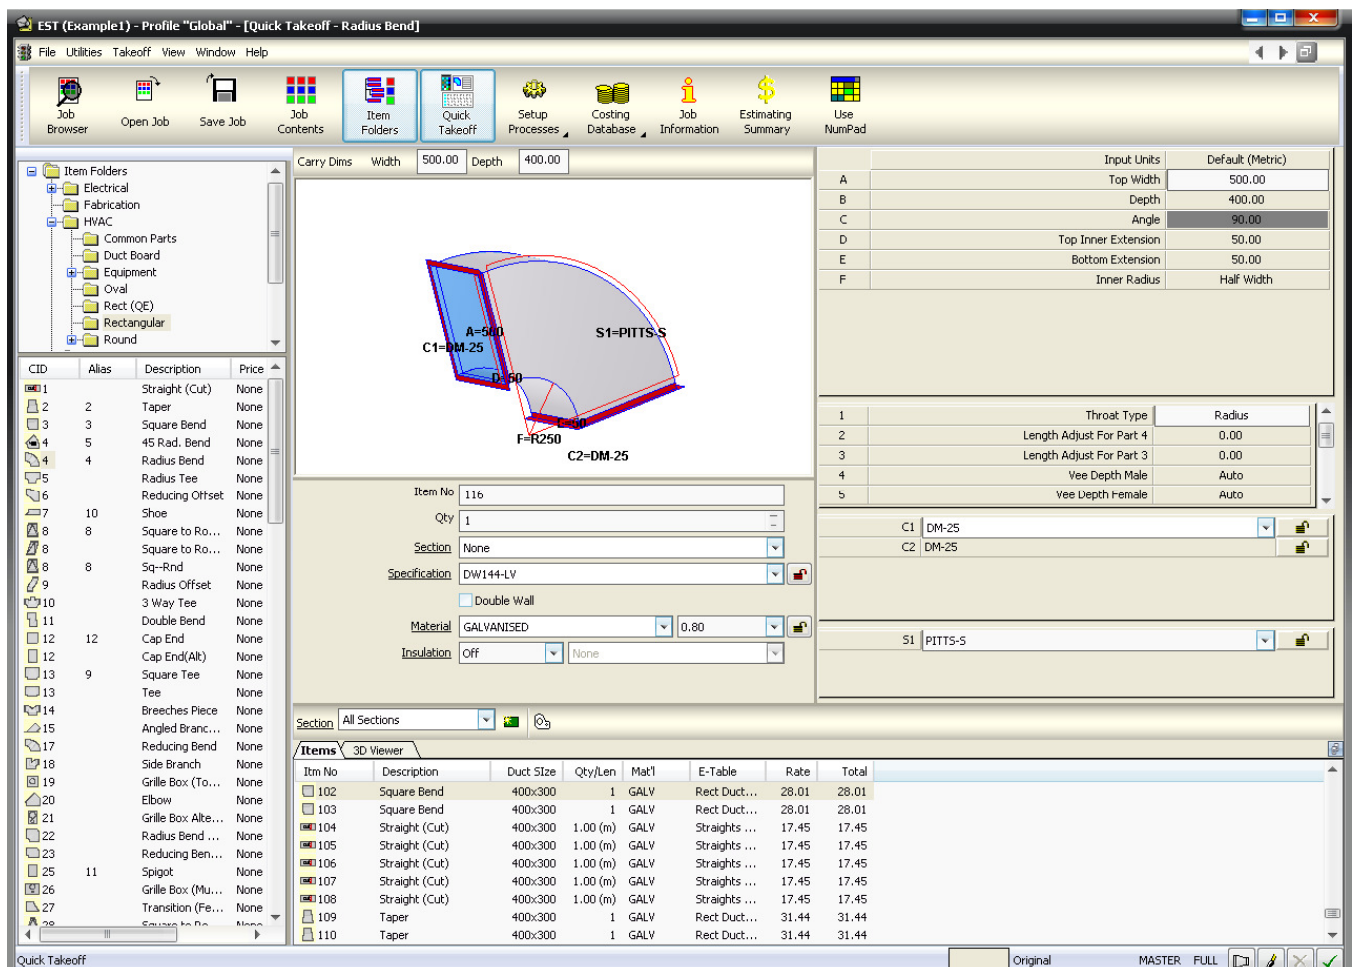 EST (Example1) - Profile "Global" - [Quick Takeoff - Radius Bend]
File Utilities Takeoff View Window Help
Job Browser
Open Job
Save Job
Job Contents
Item Folders
Quick Takeoff
Setup Processes
Costing Database
Job Information
Estimating Summary
Use NumPad
Item Folders
Electrical
Fabrication
HVAC
Common Parts
Duct Board
Equipment
Oval
Rect (QE)
Rectangular
Round
CID Alias Description Price
1 Straight (Cut) None
2 2 Taper None
3 3 Square Bend None
4 5 45 Rad. Bend None
4 4 Radius Bend None
5 Radius Tee None
6 Reducing Offset None
7 10 Shoe None
8 8 Square to Ro... None
8 Square to Ro... None
8 8 Sq--Rnd None
9 Radius Offset None
10 3 Way Tee None
11 Double Bend None
12 12 Cap End None
12 Cap End(Alt) None
13 9 Square Tee None
13 Tee None
14 Breeches Piece None
15 Angled Branc... None
17 Reducing Bend None
18 Side Branch None
19 Grille Box (To... None
20 Elbow None
21 Grille Box Alte... None
22 Radius Bend ... None
23 Reducing Ben... None
25 11 Spigot None
26 Grille Box (Mu... None
27 Transition (Fe... None
28 Square to Ro... None
Carry Dims Width 500.00 Depth 400.00
A=500
S1=PITTS-S
C1=DM-25
D=50
E=50
F=R250
C2=DM-25
Item No 116
Qty 1
Section None
Specification DW144-LV
Double Wall
Material GALVANISED 0.80
Insulation Off None
Input Units Default (Metric)
A Top Width 500.00
B Depth 400.00
C Angle 90.00
D Top Inner Extension 50.00
E Bottom Extension 50.00
F Inner Radius Half Width
1 Throat Type Radius
2 Length Adjust For Part 4 0.00
3 Length Adjust For Part 3 0.00
4 Vee Depth Male Auto
5 Vee Depth Female Auto
C1 DM-25
C2 DM-25
S1 PITTS-S
Section All Sections
Items 3D Viewer
Itm No Description Duct SIze Qty/Len Mat'l E-Table Rate Total
102 Square Bend 400x300 1 GALV Rect Duct... 28.01 28.01
103 Square Bend 400x300 1 GALV Rect Duct... 28.01 28.01
104 Straight (Cut) 400x300 1.00 (m) GALV Straights ... 17.45 17.45
105 Straight (Cut) 400x300 1.00 (m) GALV Straights ... 17.45 17.45
106 Straight (Cut) 400x300 1.00 (m) GALV Straights ... 17.45 17.45
107 Straight (Cut) 400x300 1.00 (m) GALV Straights ... 17.45 17.45
108 Straight (Cut) 400x300 1.00 (m) GALV Straights ... 17.45 17.45
109 Taper 400x300 1 GALV Rect Duct... 31.44 31.44
110 Taper 400x300 1 GALV Rect Duct... 31.44 31.44
Quick Takeoff Original MASTER FULL